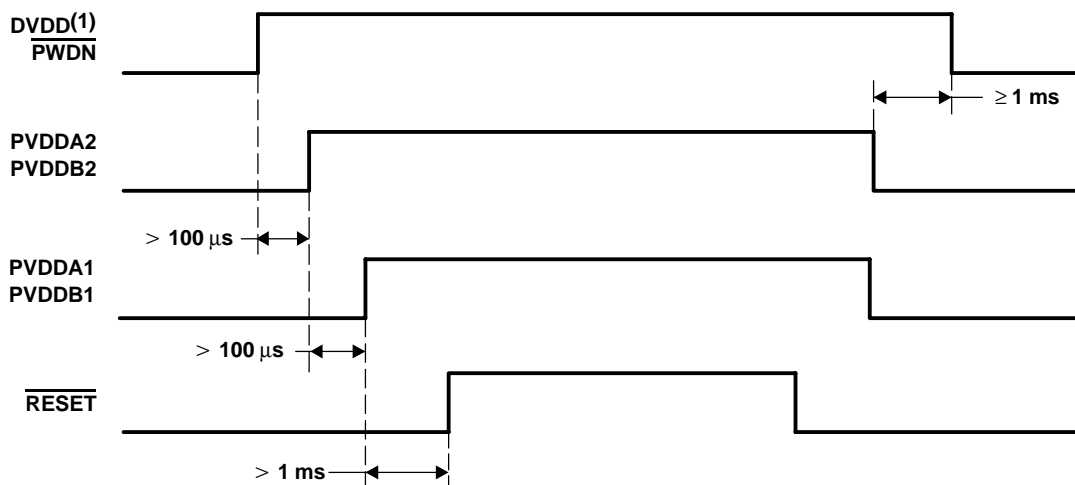 DVDD(1)
PWDN
≥ 1 ms
PVDDA2
PVDDB2
> 100 μs
PVDDA1
PVDDB1
> 100 μs
RESET
> 1 ms